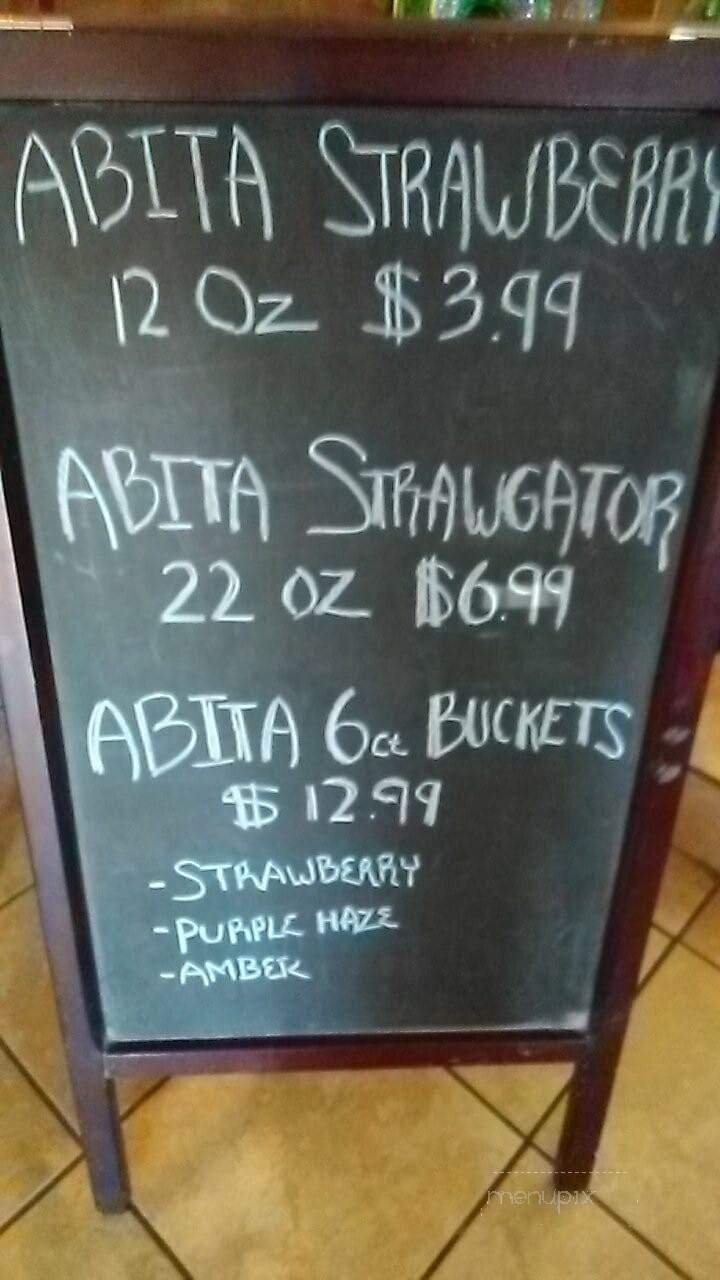 ABITA STRAWBERRY
12 OZ $3.99
ABITA STRAWGATOR
22 OZ $6.99
ABITA 6ct BUCKETS
$12.99
-STRAWBERRY
-PURPLE HAZE
-AMBER
menupix